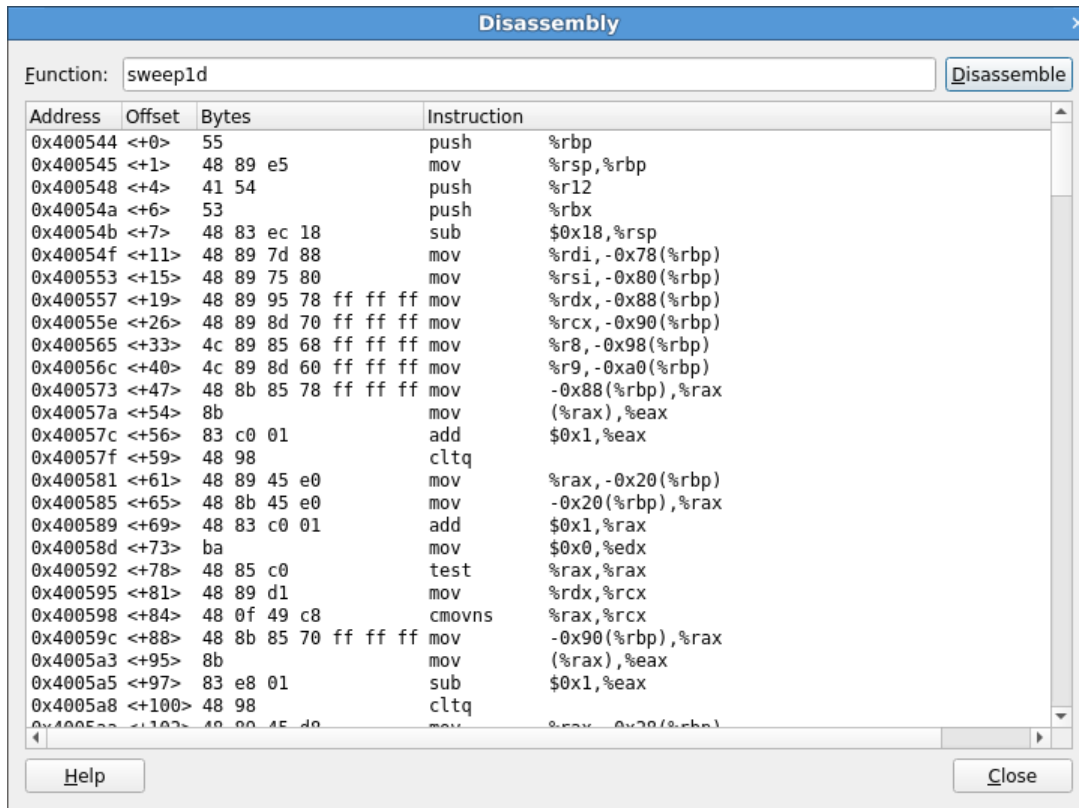 Disassembly
Function: sweep1d Disassemble
Address Offset Bytes Instruction
0x400544 <+0> 55 push %rbp
0x400545 <+1> 48 89 e5 mov %rsp,%rbp
0x400548 <+4> 41 54 push %r12
0x40054a <+6> 53 push %rbx
0x40054b <+7> 48 83 ec 18 sub $0x18,%rsp
0x40054f <+11> 48 89 7d 88 mov %rdi,-0x78(%rbp)
0x400553 <+15> 48 89 75 80 mov %rsi,-0x80(%rbp)
0x400557 <+19> 48 89 95 78 ff ff ff mov %rdx,-0x88(%rbp)
0x40055e <+26> 48 89 8d 70 ff ff ff mov %rcx,-0x90(%rbp)
0x400565 <+33> 4c 89 85 68 ff ff ff mov %r8,-0x98(%rbp)
0x40056c <+40> 4c 89 8d 60 ff ff ff mov %r9,-0xa0(%rbp)
0x400573 <+47> 48 8b 85 78 ff ff ff mov -0x88(%rbp),%rax
0x40057a <+54> 8b mov (%rax),%eax
0x40057c <+56> 83 c0 01 add $0x1,%eax
0x40057f <+59> 48 98 cltq
0x400581 <+61> 48 89 45 e0 mov %rax,-0x20(%rbp)
0x400585 <+65> 48 8b 45 e0 mov -0x20(%rbp),%rax
0x400589 <+69> 48 83 c0 01 add $0x1,%rax
0x40058d <+73> ba mov $0x0,%edx
0x400592 <+78> 48 85 c0 test %rax,%rax
0x400595 <+81> 48 89 d1 mov %rdx,%rcx
0x400598 <+84> 48 0f 49 c8 cmovns %rax,%rcx
0x40059c <+88> 48 8b 85 70 ff ff ff mov -0x90(%rbp),%rax
0x4005a3 <+95> 8b mov (%rax),%eax
0x4005a5 <+97> 83 e8 01 sub $0x1,%eax
0x4005a8 <+100> 48 98 cltq
0x4005aa <+102> 48 89 45 d8 mov %rax,-0x28(%rbp)
Help Close